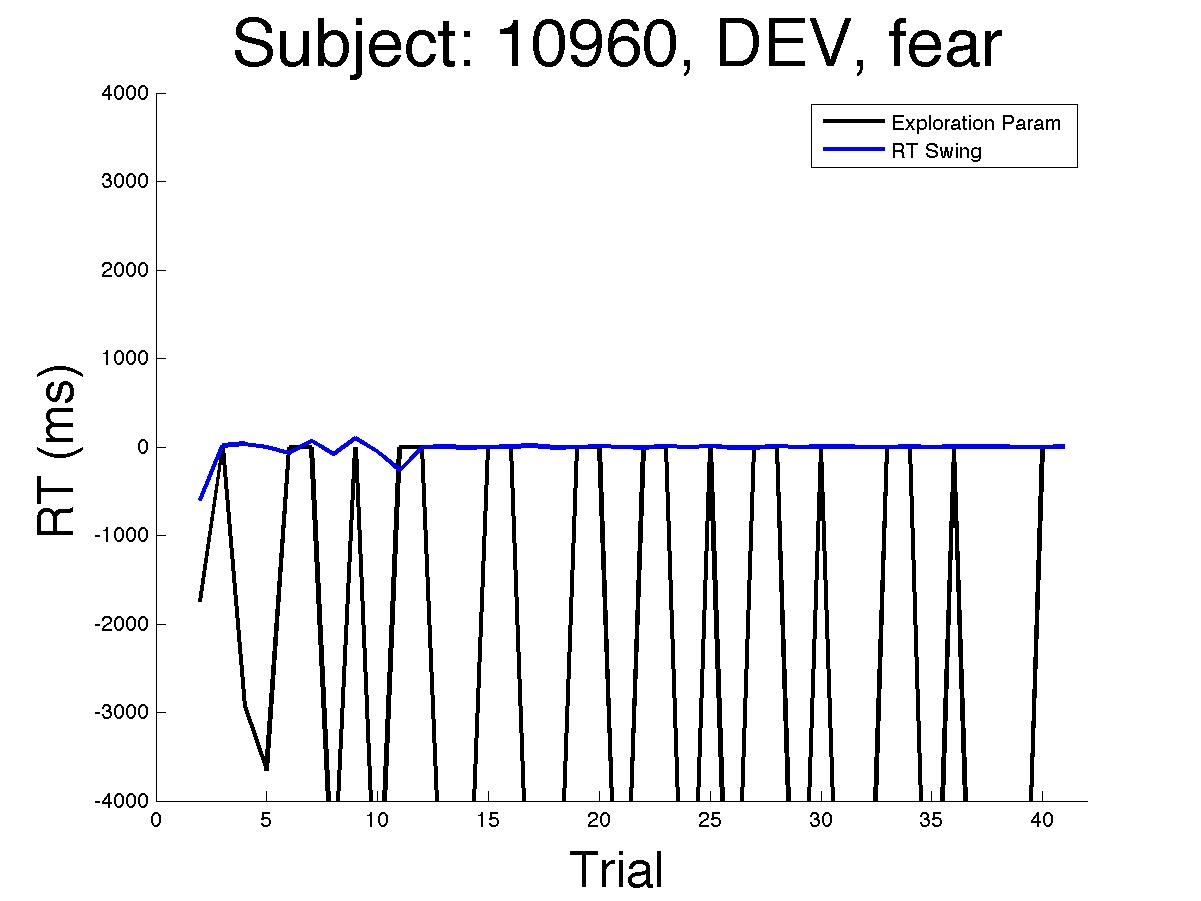 Subject: 10960, DEV, fear
4000
3000
2000
1000
0
-1000
-2000
-3000
-4000
RT (ms)
Exploration Param
RT Swing
0 5 10 15 20 25 30 35 40
Trial